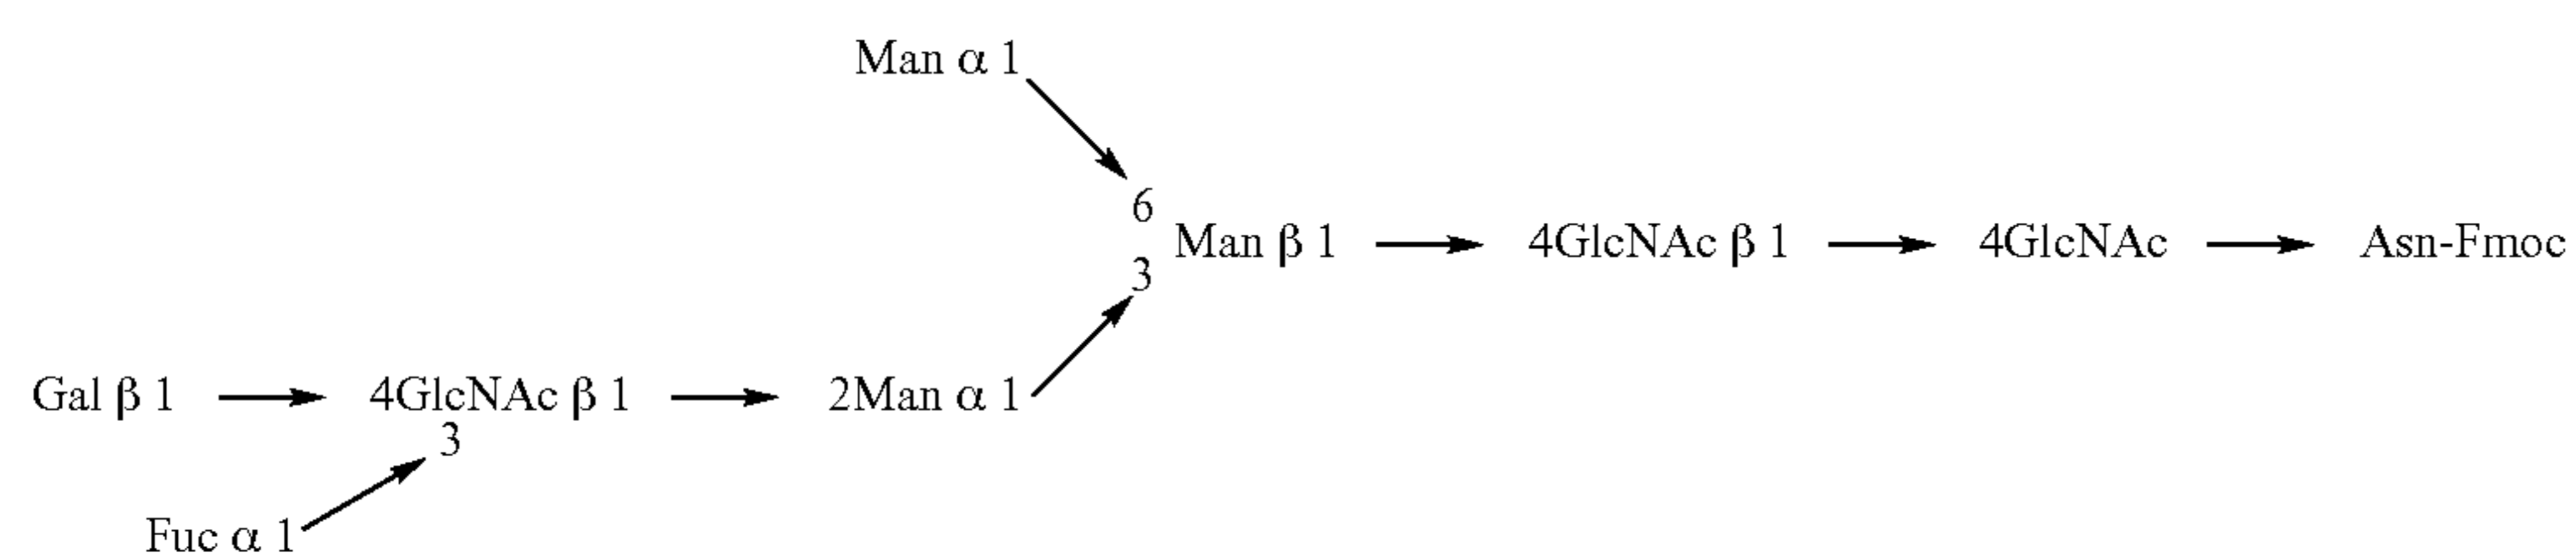 Man α 1
6
Man β 1 4GlcNAc β 1 4GlcNAc Asn-Fmoc
3
Gal β 1 4GlcNAc β 1 2Man α 1
3
Fuc α 1